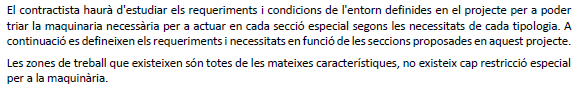 El contractista haurà d'estudiar els requeriments i condicions de l'entorn definides en el projecte per a poder
triar la maquinaria necessària per a actuar en cada secció especial segons les necessitats de cada tipologia. A
continuació es defineixen els requeriments i necessitats en funció de les seccions proposades en aquest projecte.
Les zones de treball que existeixen són totes de les mateixes característiques, no existeix cap restricció especial
per a la maquinària.